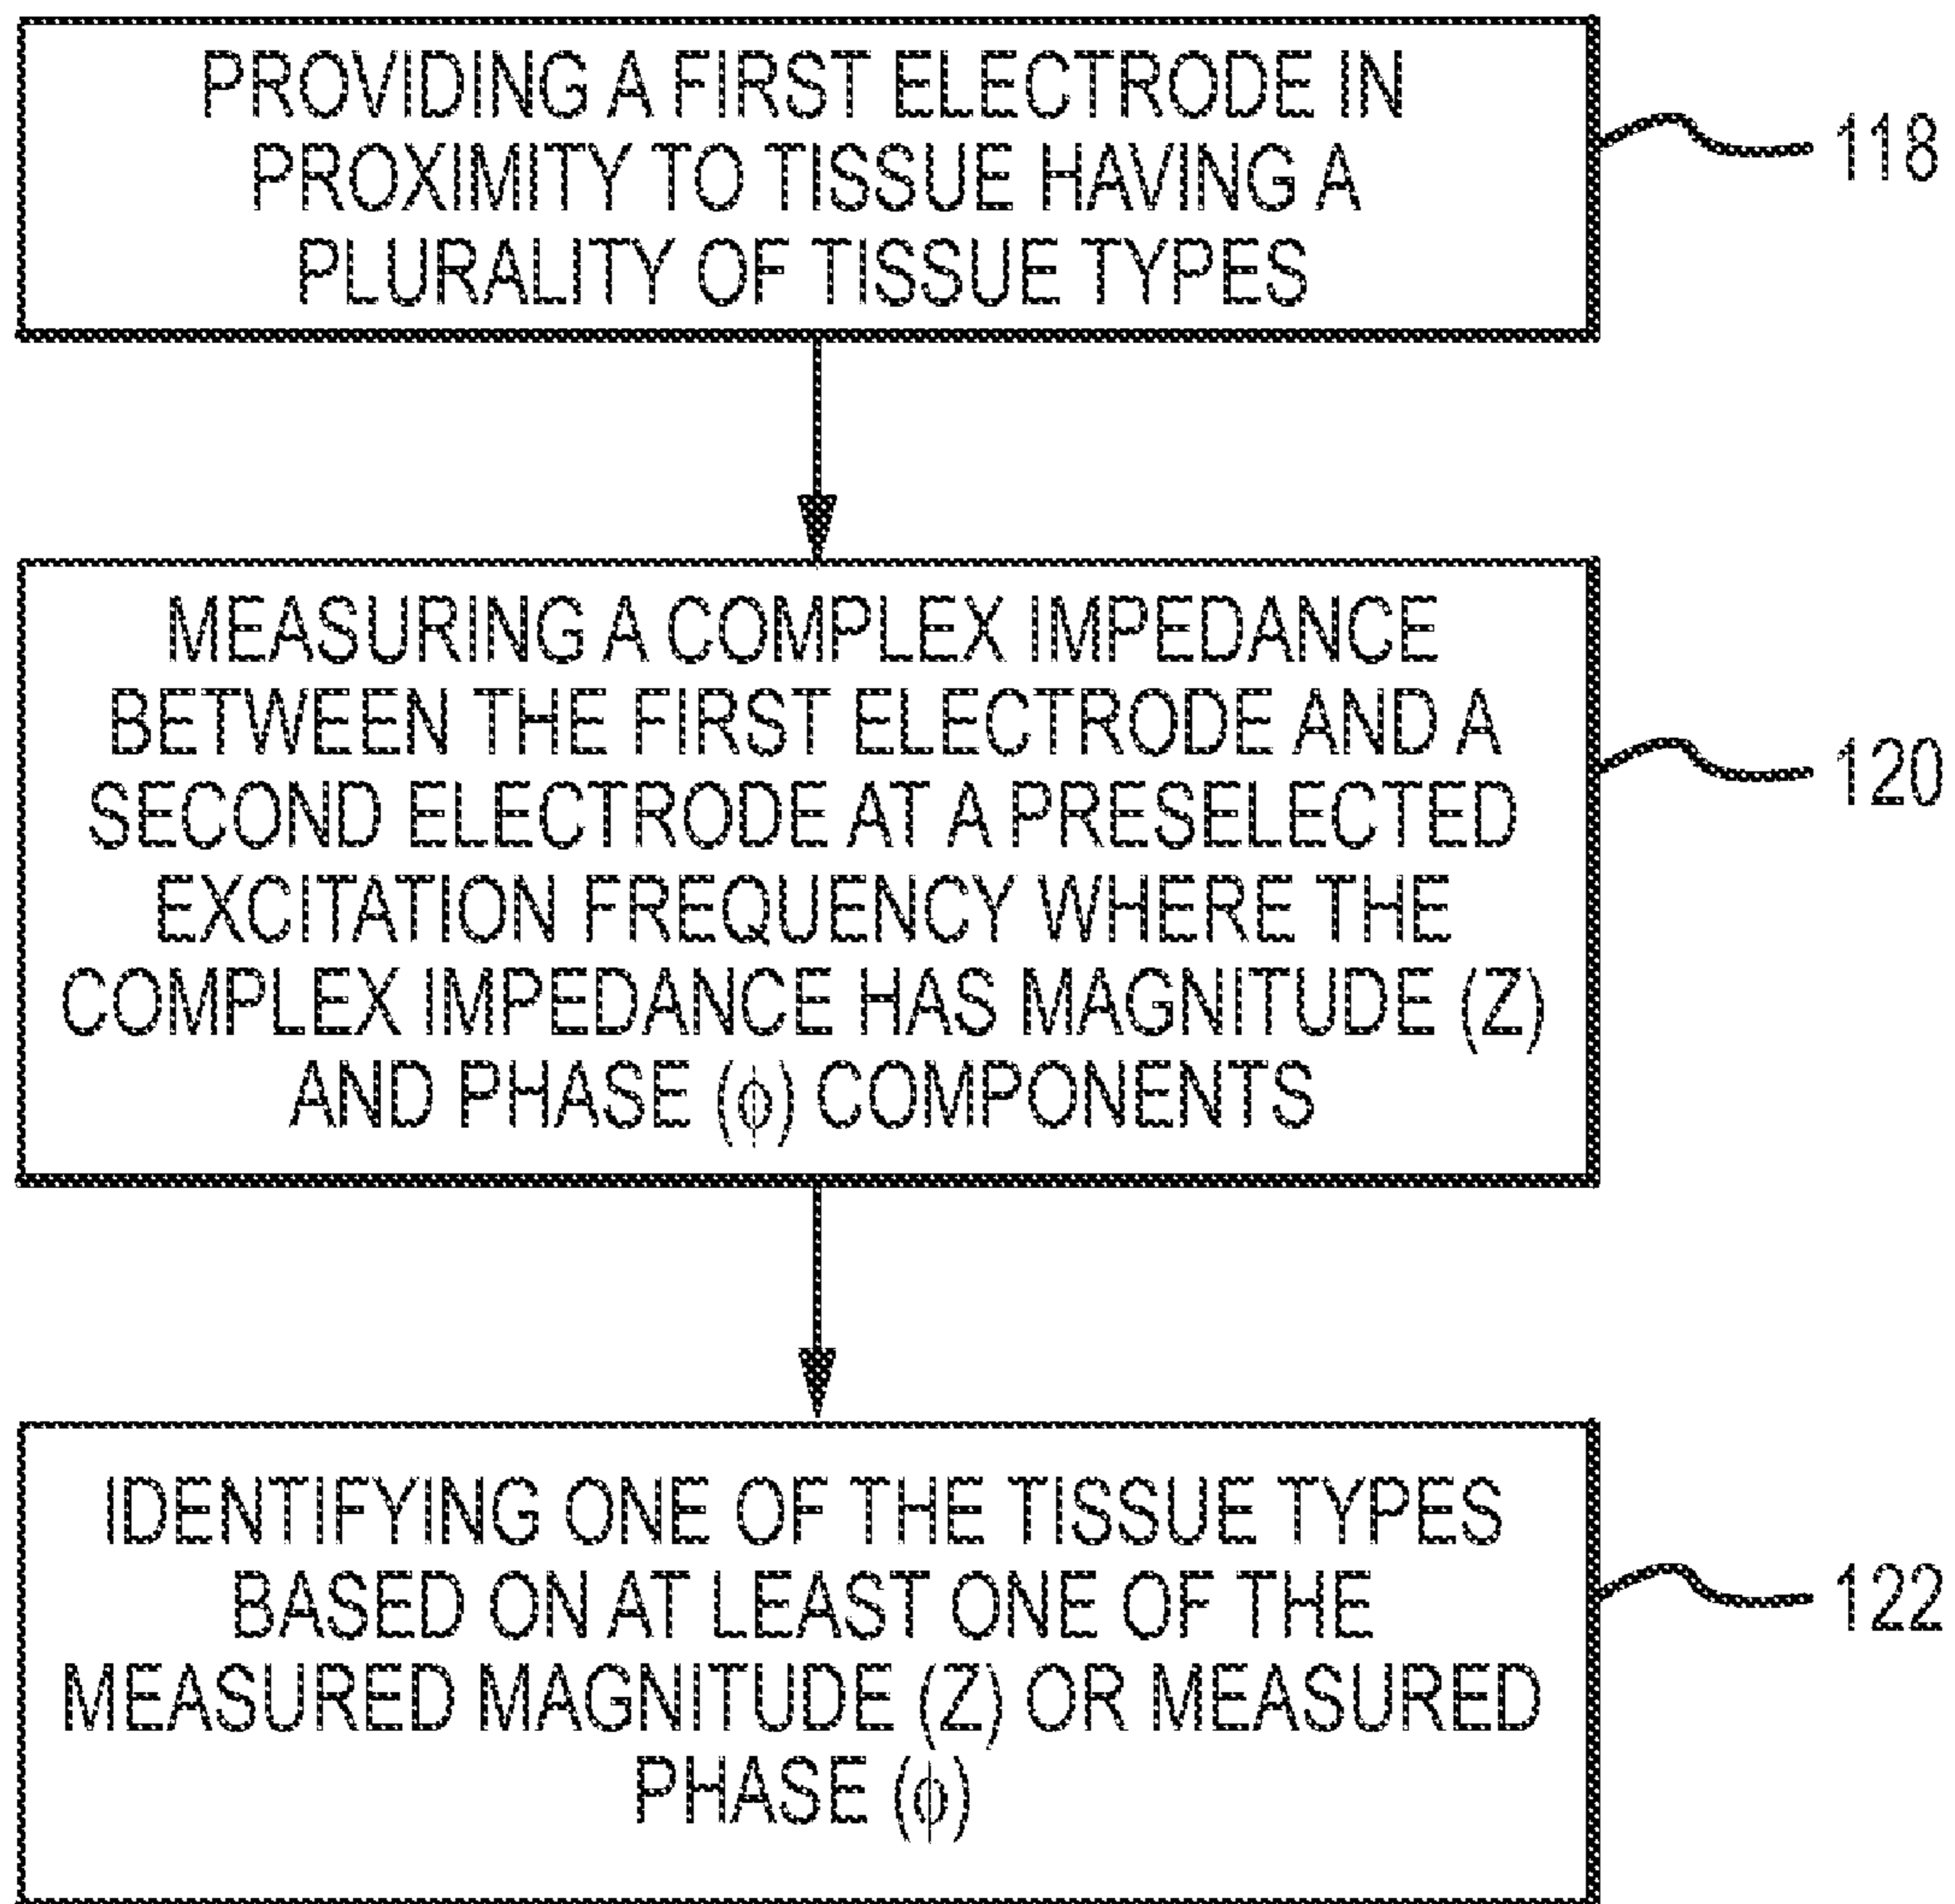 PROVIDING A FIRST ELECTRODE IN
PROXIMITY TO TISSUE HAVING A
PLURALITY OF TISSUE TYPES
118
MEASURING A COMPLEX IMPEDANCE
BETWEEN THE FIRST ELECTRODE AND A
SECOND ELECTRODE AT A PRESELECTED
EXCITATION FREQUENCY WHERE THE
COMPLEX IMPEDANCE HAS MAGNITUDE (Z)
AND PHASE (ϕ) COMPONENTS
120
IDENTIFYING ONE OF THE TISSUE TYPES
BASED ON AT LEAST ONE OF THE
MEASURED MAGNITUDE (Z) OR MEASURED
PHASE (ϕ)
122